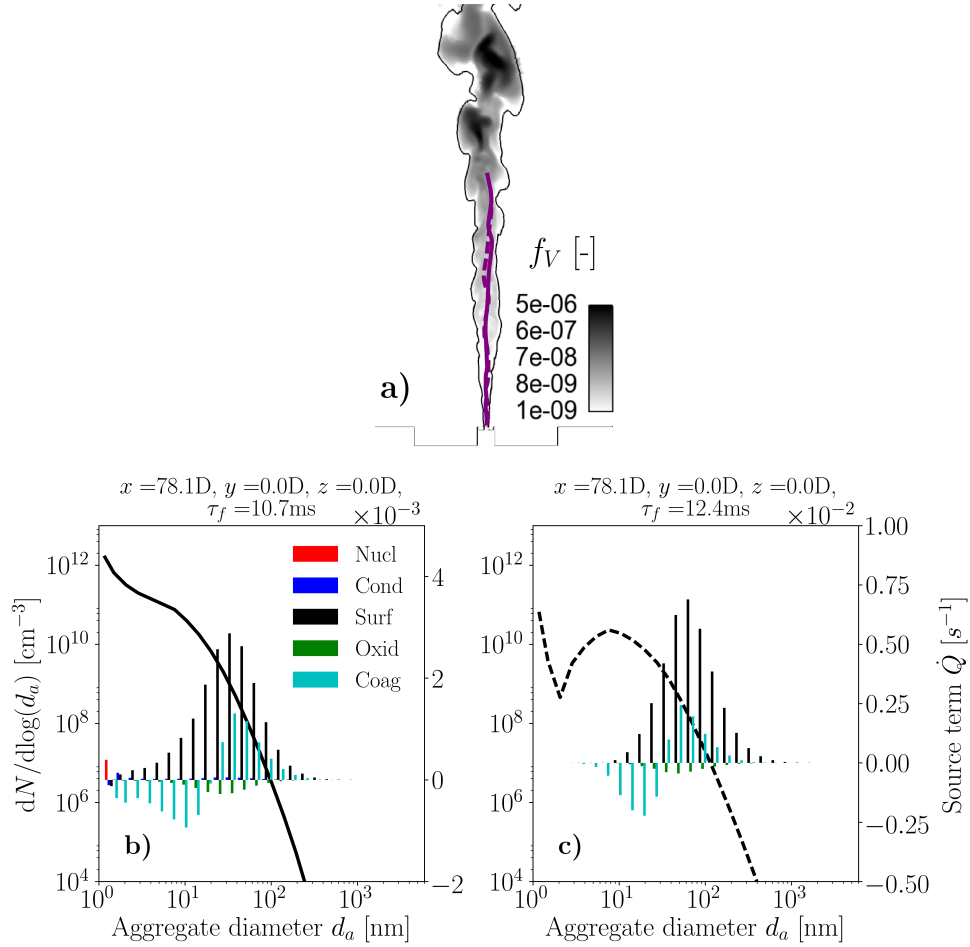 f_V [-]
5e-06
6e-07
7e-08
8e-09
1e-09
a)
x =78.1D, y =0.0D, z =0.0D,
τ_f =10.7ms ×10^{-3}
x =78.1D, y =0.0D, z =0.0D,
τ_f =12.4ms ×10^{-2}
10^{12}
10^{10}
10^{8}
10^{6}
10^{4}
dN/dlog(d_a) [cm^{-3}]
Nucl
Cond
Surf
Oxid
Coag
4
2
0
−2
b)
10^{0} 10^{1} 10^{2} 10^{3}
Aggregate diameter d_a [nm]
10^{12}
10^{10}
10^{8}
10^{6}
10^{4}
1.00
0.75
0.50
0.25
0.00
−0.25
−0.50
Source term Q̇ [s^{-1}]
c)
10^{0} 10^{1} 10^{2} 10^{3}
Aggregate diameter d_a [nm]